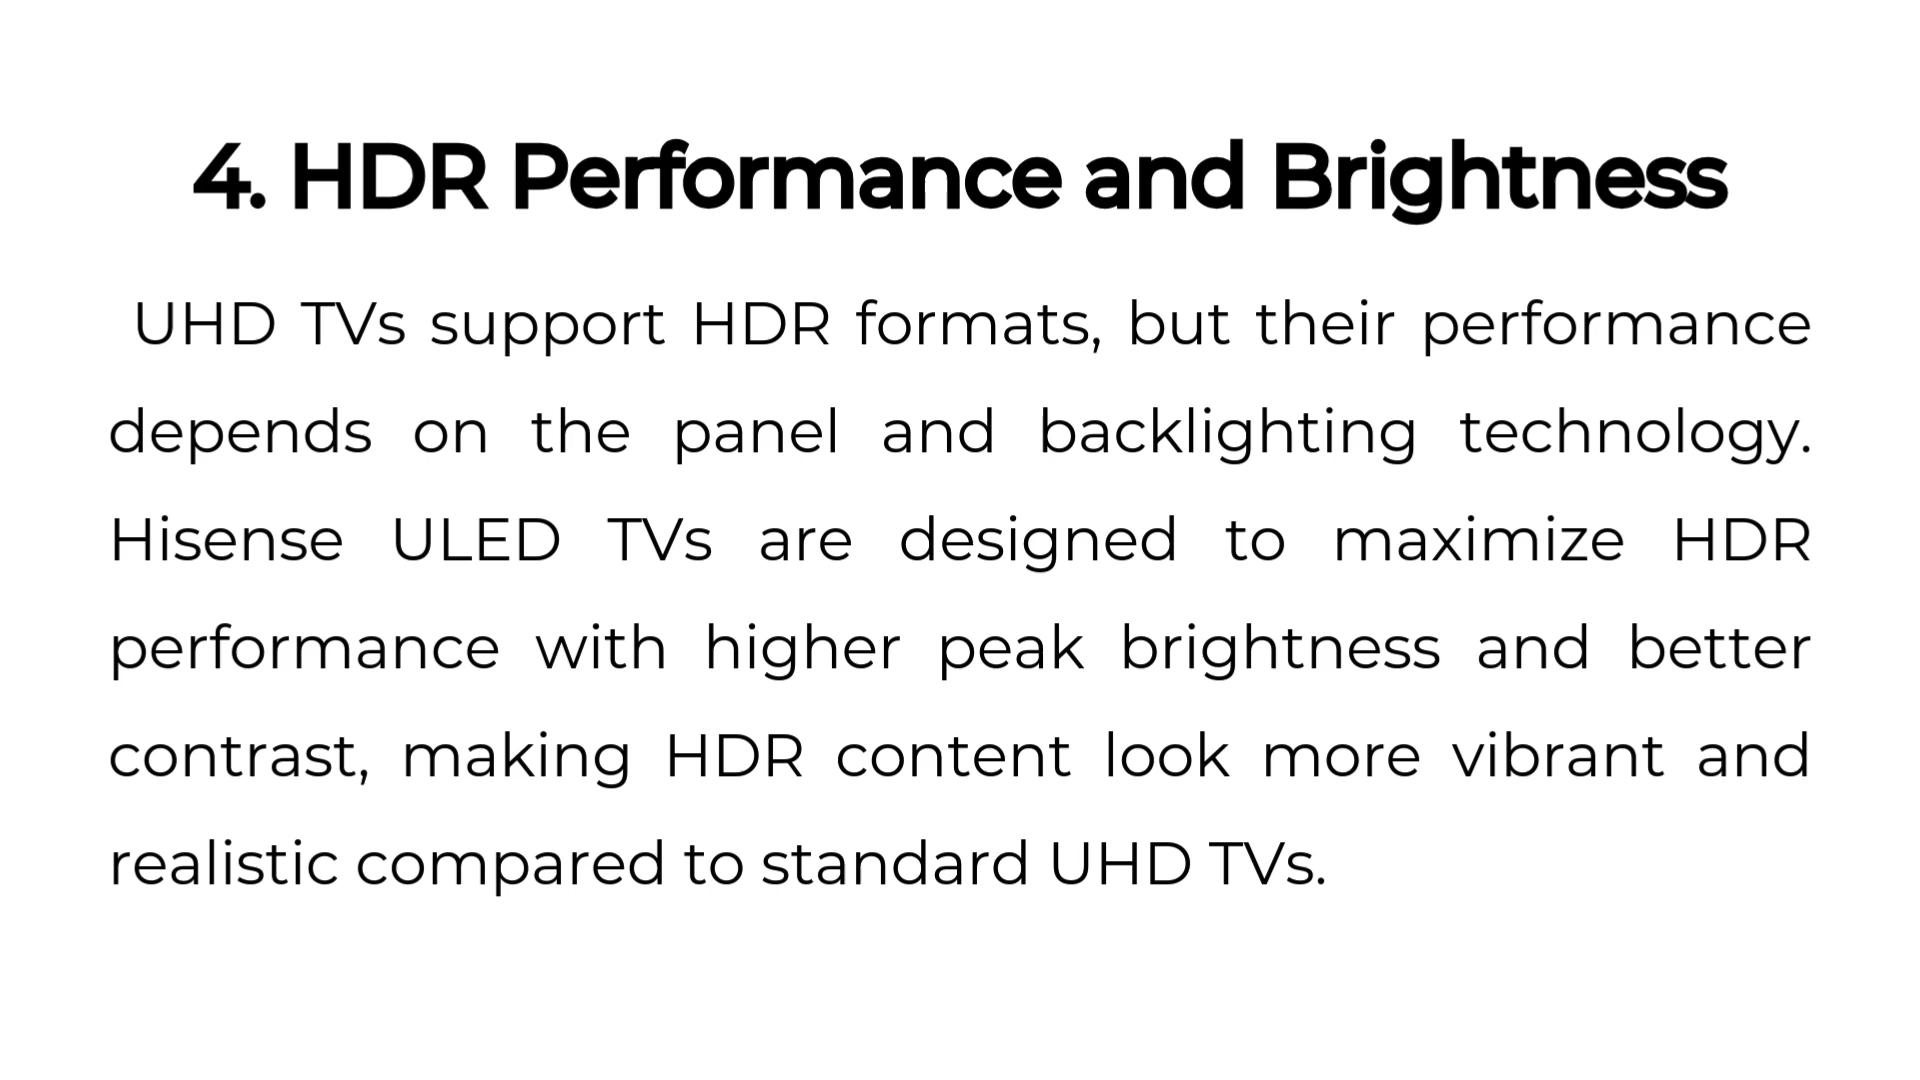 4. HDR Performance and Brightness
UHD TVs support HDR formats, but their performance
depends on the panel and backlighting technology.
Hisense ULED TVs are designed to maximize HDR
performance with higher peak brightness and better
contrast, making HDR content look more vibrant and
realistic compared to standard UHD TVs.